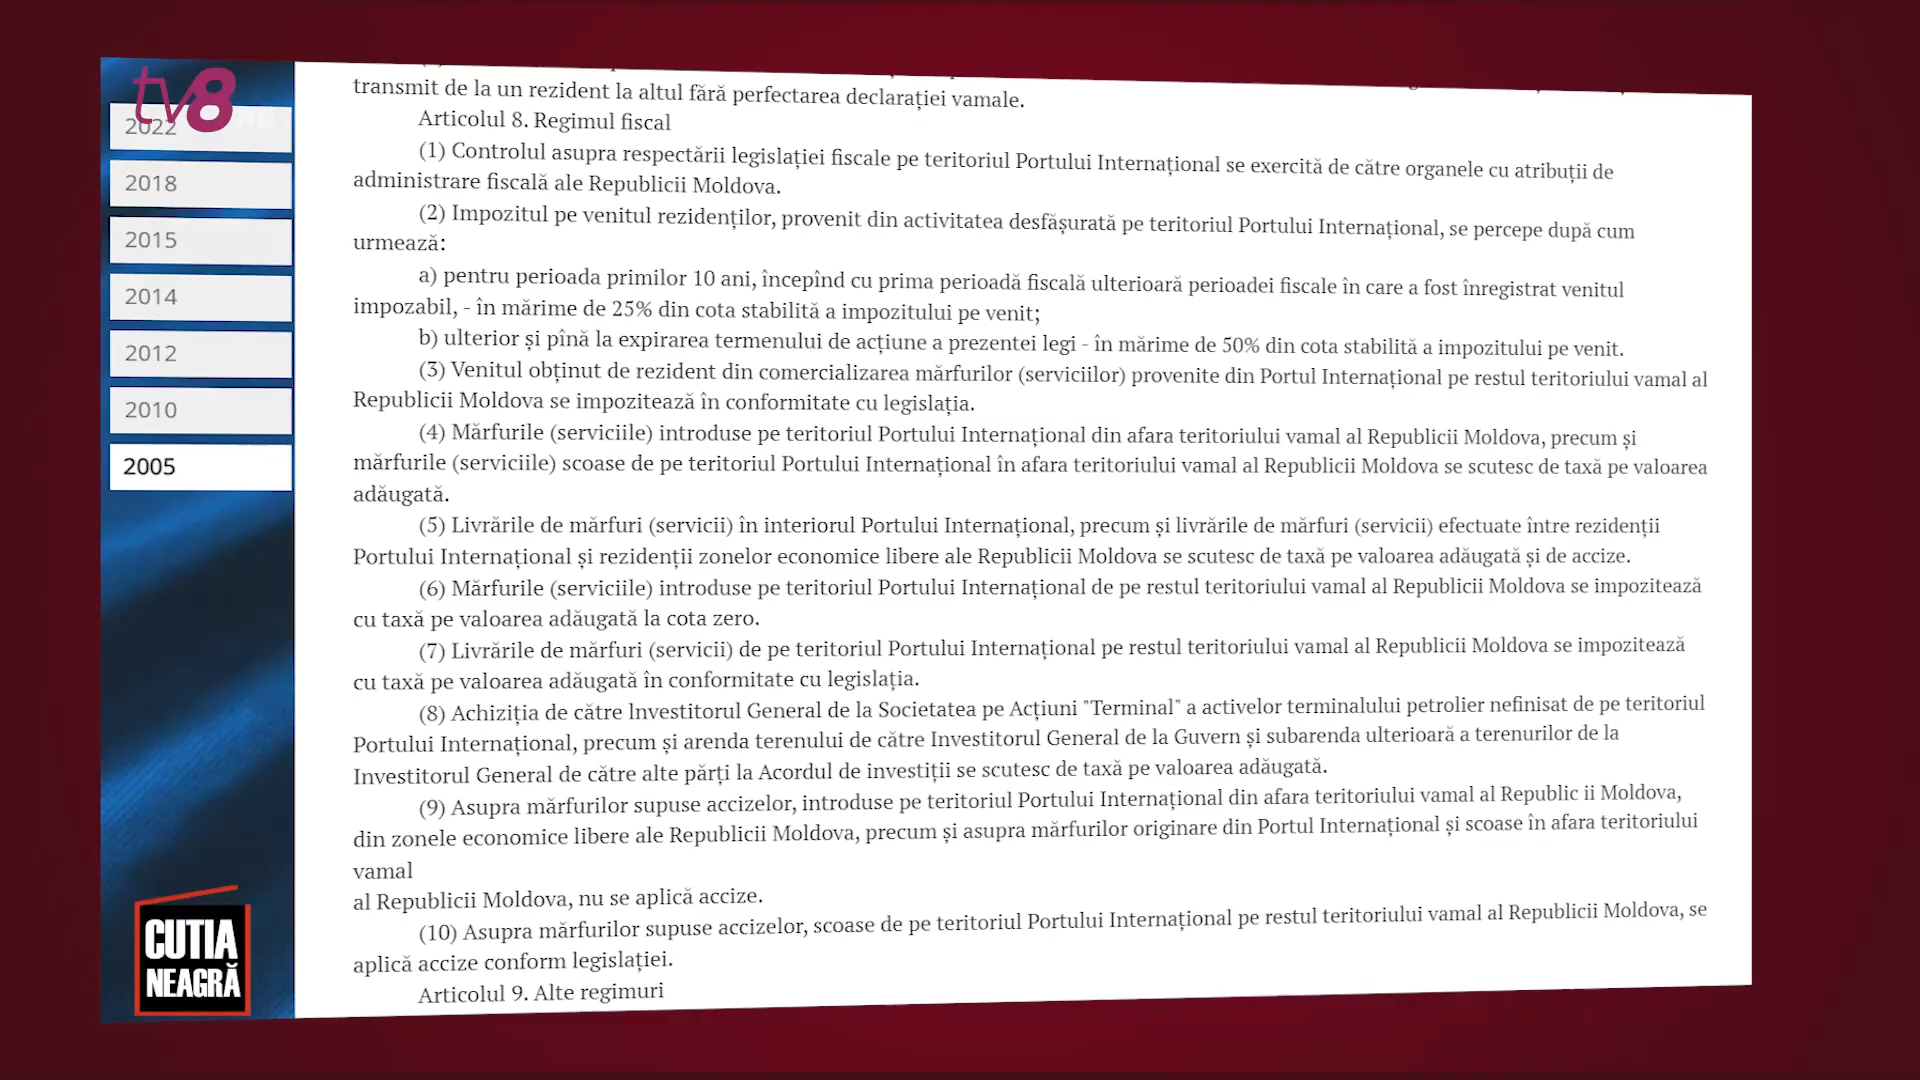 tv8
2022
2018
2015
2014
2012
2010
2005
transmit de la un rezident la altul fără perfectarea declarației vamale.
Articolul 8. Regimul fiscal
(1) Controlul asupra respectării legislației fiscale pe teritoriul Portului Internațional se exercită de către organele cu atribuții de
administrare fiscală ale Republicii Moldova.
(2) Impozitul pe venitul rezidenților, provenit din activitatea desfășurată pe teritoriul Portului Internațional, se percepe după cum
urmează:
a) pentru perioada primilor 10 ani, începînd cu prima perioadă fiscală ulterioară perioadei fiscale în care a fost înregistrat venitul
impozabil, - în mărime de 25% din cota stabilită a impozitului pe venit;
b) ulterior și pînă la expirarea termenului de acțiune a prezentei legi - în mărime de 50% din cota stabilită a impozitului pe venit.
(3) Venitul obținut de rezident din comercializarea mărfurilor (serviciilor) provenite din Portul Internațional pe restul teritoriului vamal al
Republicii Moldova se impozitează în conformitate cu legislația.
(4) Mărfurile (serviciile) introduse pe teritoriul Portului Internațional din afara teritoriului vamal al Republicii Moldova, precum și
mărfurile (serviciile) scoase de pe teritoriul Portului Internațional în afara teritoriului vamal al Republicii Moldova se scutesc de taxă pe valoarea
adăugată.
(5) Livrările de mărfuri (servicii) în interiorul Portului Internațional, precum și livrările de mărfuri (servicii) efectuate între rezidenții
Portului Internațional și rezidenții zonelor economice libere ale Republicii Moldova se scutesc de taxă pe valoarea adăugată și de accize.
(6) Mărfurile (serviciile) introduse pe teritoriul Portului Internațional de pe restul teritoriului vamal al Republicii Moldova se impozitează
cu taxă pe valoarea adăugată la cota zero.
(7) Livrările de mărfuri (servicii) de pe teritoriul Portului Internațional pe restul teritoriului vamal al Republicii Moldova se impozitează
cu taxă pe valoarea adăugată în conformitate cu legislația.
(8) Achiziția de către lnvestitorul General de la Societatea pe Acțiuni "Terminal" a activelor terminalului petrolier nefinisat de pe teritoriul
Portului Internațional, precum și arenda terenului de către Investitorul General de la Guvern și subarenda ulterioară a terenurilor de la
Investitorul General de către alte părți la Acordul de investiții se scutesc de taxă pe valoarea adăugată.
(9) Asupra mărfurilor supuse accizelor, introduse pe teritoriul Portului Internațional din afara teritoriului vamal al Republic ii Moldova,
din zonele economice libere ale Republicii Moldova, precum și asupra mărfurilor originare din Portul Internațional și scoase în afara teritoriului
vamal
al Republicii Moldova, nu se aplică accize.
(10) Asupra mărfurilor supuse accizelor, scoase de pe teritoriul Portului Internațional pe restul teritoriului vamal al Republicii Moldova, se
aplică accize conform legislației.
Articolul 9. Alte regimuri
CUTIA
NEAGRĂ